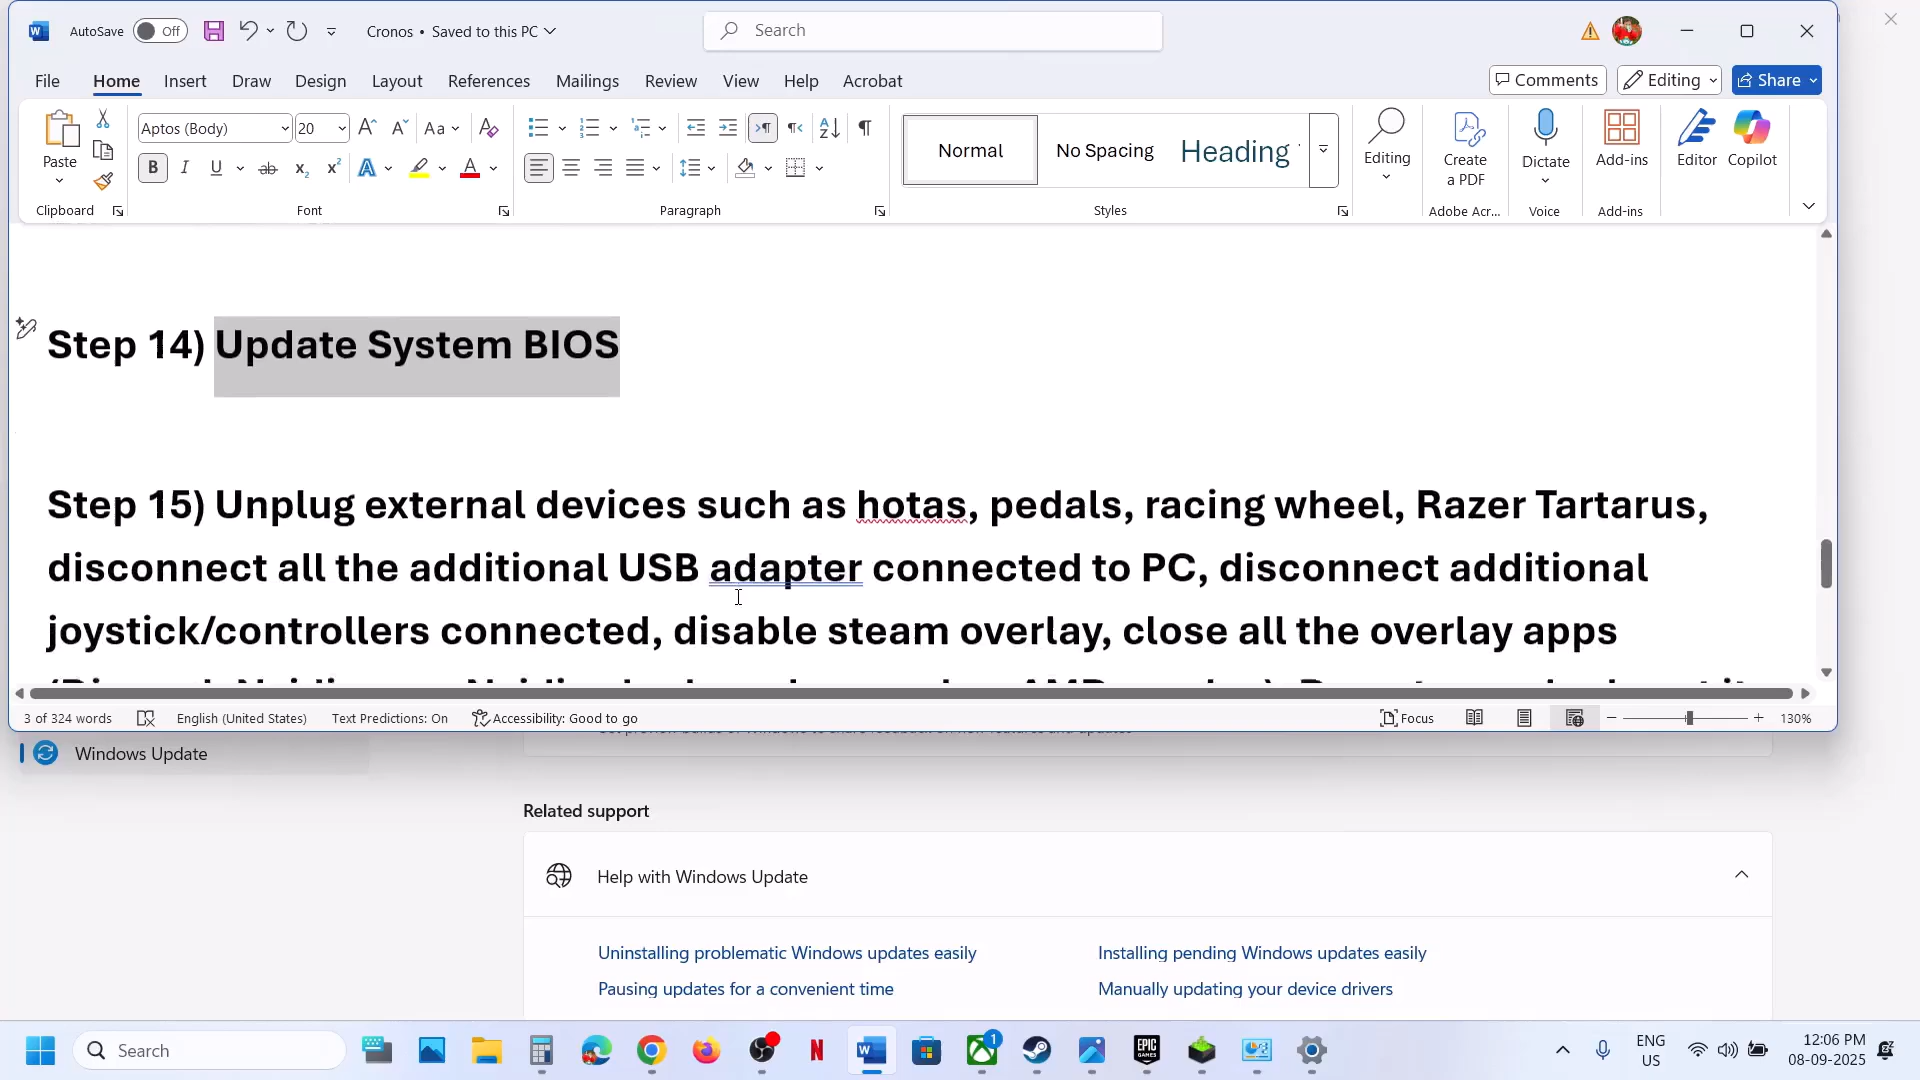 AutoSave Off Cronos • Saved to this PC Search
File Home Insert Draw Design Layout References Mailings Review View Help Acrobat Comments Editing Share
Aptos (Body) 20 Aa
Normal No Spacing Heading
Paste B I U ab x₂ x² A A Editing Create a PDF Dictate Add-ins Editor Copilot
Clipboard Font Paragraph Styles Adobe Acr... Voice Add-ins
Step 14) Update System BIOS
Step 15) Unplug external devices such as hotas, pedals, racing wheel, Razer Tartarus,
disconnect all the additional USB adapter connected to PC, disconnect additional
joystick/controllers connected, disable steam overlay, close all the overlay apps
3 of 324 words English (United States) Text Predictions: On Accessibility: Good to go Focus 130%
Windows Update
Related support
Help with Windows Update
Uninstalling problematic Windows updates easily Installing pending Windows updates easily
Pausing updates for a convenient time Manually updating your device drivers
Search ENG US 12:06 PM 08-09-2025